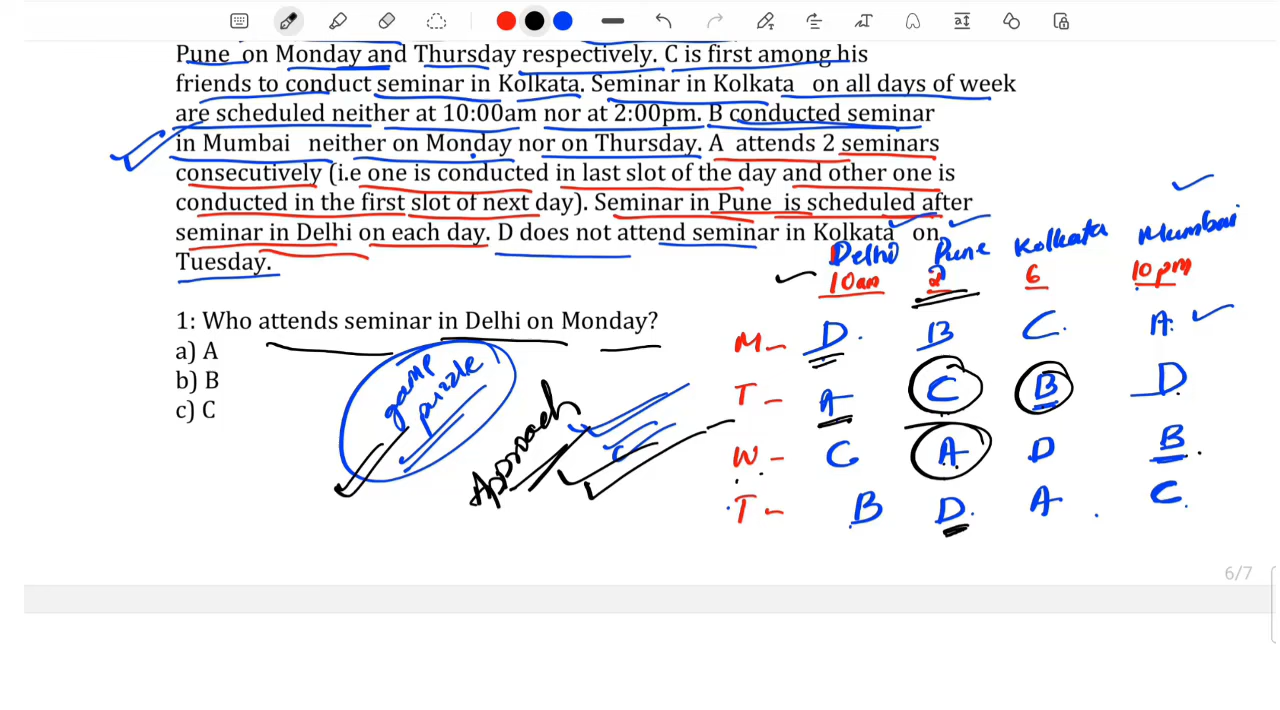 Pune on Monday and Thursday respectively. C is first among his
friends to conduct seminar in Kolkata. Seminar in Kolkata on all days of week
are scheduled neither at 10:00am nor at 2:00pm. B conducted seminar
in Mumbai neither on Monday nor on Thursday. A attends 2 seminars
consecutively (i.e one is conducted in last slot of the day and other one is
conducted in the first slot of next day). Seminar in Pune is scheduled after
seminar in Delhi on each day. D does not attend seminar in Kolkata on
Tuesday.
Delhi Pune Kolkata Mumbai
10am 2 6 10pm
1: Who attends seminar in Delhi on Monday?
a) A
b) B
c) C
game puzzle
Approach
M - D B C A
T - A C B D
W - C A D B
T - B D A C
6/7